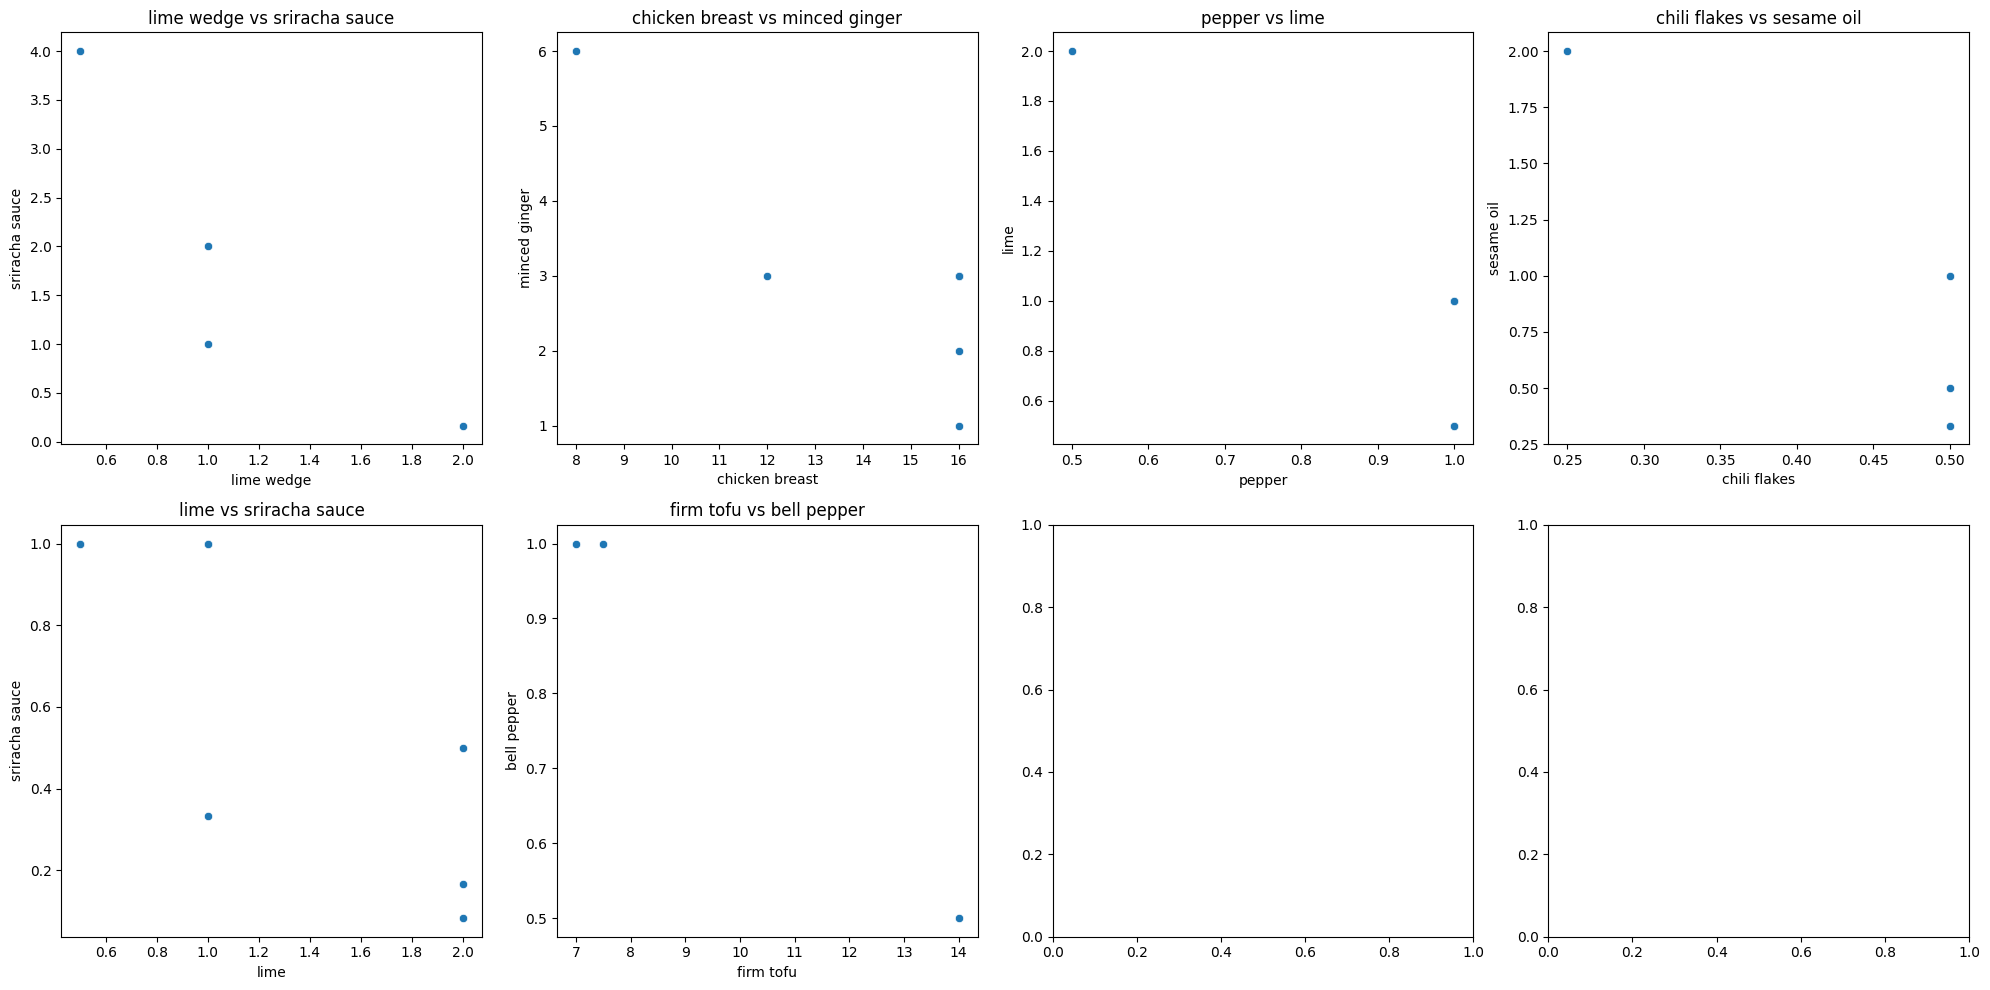 lime wedge vs sriracha sauce
4.0
3.5
3.0
2.5
2.0
1.5
1.0
0.5
0.0
sriracha sauce
0.6 0.8 1.0 1.2 1.4 1.6 1.8 2.0
lime wedge
chicken breast vs minced ginger
6
5
4
3
2
1
minced ginger
8 9 10 11 12 13 14 15 16
chicken breast
pepper vs lime
2.0
1.8
1.6
1.4
1.2
1.0
0.8
0.6
lime
0.5 0.6 0.7 0.8 0.9 1.0
pepper
chili flakes vs sesame oil
2.00
1.75
1.50
1.25
1.00
0.75
0.50
0.25
sesame oil
0.25 0.30 0.35 0.40 0.45 0.50
chili flakes
lime vs sriracha sauce
1.0
0.8
0.6
0.4
0.2
sriracha sauce
0.6 0.8 1.0 1.2 1.4 1.6 1.8 2.0
lime
firm tofu vs bell pepper
1.0
0.9
0.8
0.7
0.6
0.5
bell pepper
7 8 9 10 11 12 13 14
firm tofu
1.0
0.8
0.6
0.4
0.2
0.0
0.0 0.2 0.4 0.6 0.8 1.0
1.0
0.8
0.6
0.4
0.2
0.0
0.0 0.2 0.4 0.6 0.8 1.0